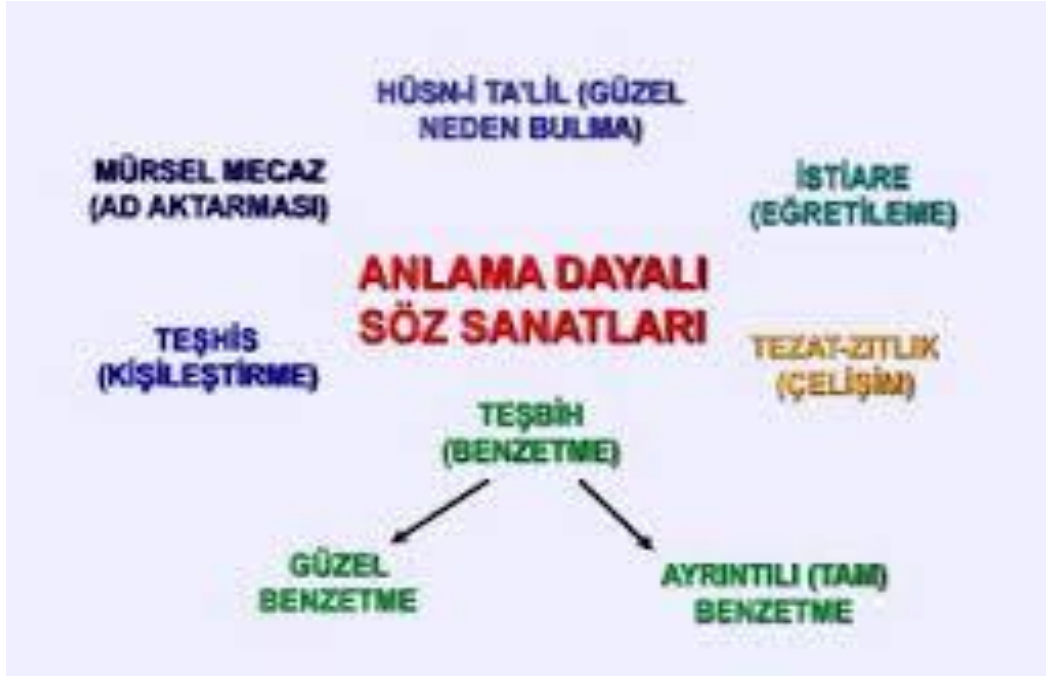 HÜSN-İ TA'LİL (GÜZEL
NEDEN BULMA)
MÜRSEL MECAZ
(AD AKTARMASI)
İSTİARE
(EĞRETİLEME)
ANLAMA DAYALI
SÖZ SANATLARI
TEŞHİS
(KİŞİLEŞTİRME)
TEZAT-ZITLIK
(ÇELİŞİM)
TEŞBİH
(BENZETME)
GÜZEL
BENZETME
AYRINTILI (TAM)
BENZETME